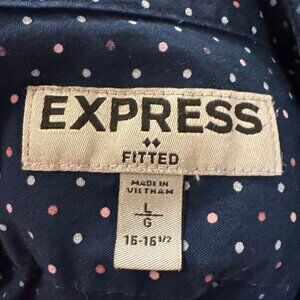 EXPRESS
FITTED
MADE IN
VIETNAM
L
G
16-16 1/2